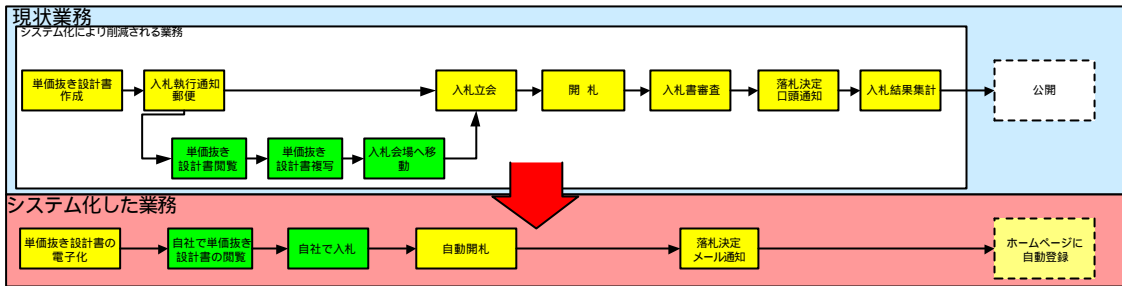 現状業務
システム化により削減される業務
単価抜き設計書
作成
入札執行通知
郵便
入札立会
開 札
入札書審査
落札決定
口頭通知
入札結果集計
公開
単価抜き
設計書閲覧
単価抜き
設計書複写
入札会場へ移
動
システム化した業務
単価抜き設計書の
電子化
自社で単価抜き
設計書の閲覧
自社で入札
自動開札
落札決定
メール通知
ホームページに
自動登録